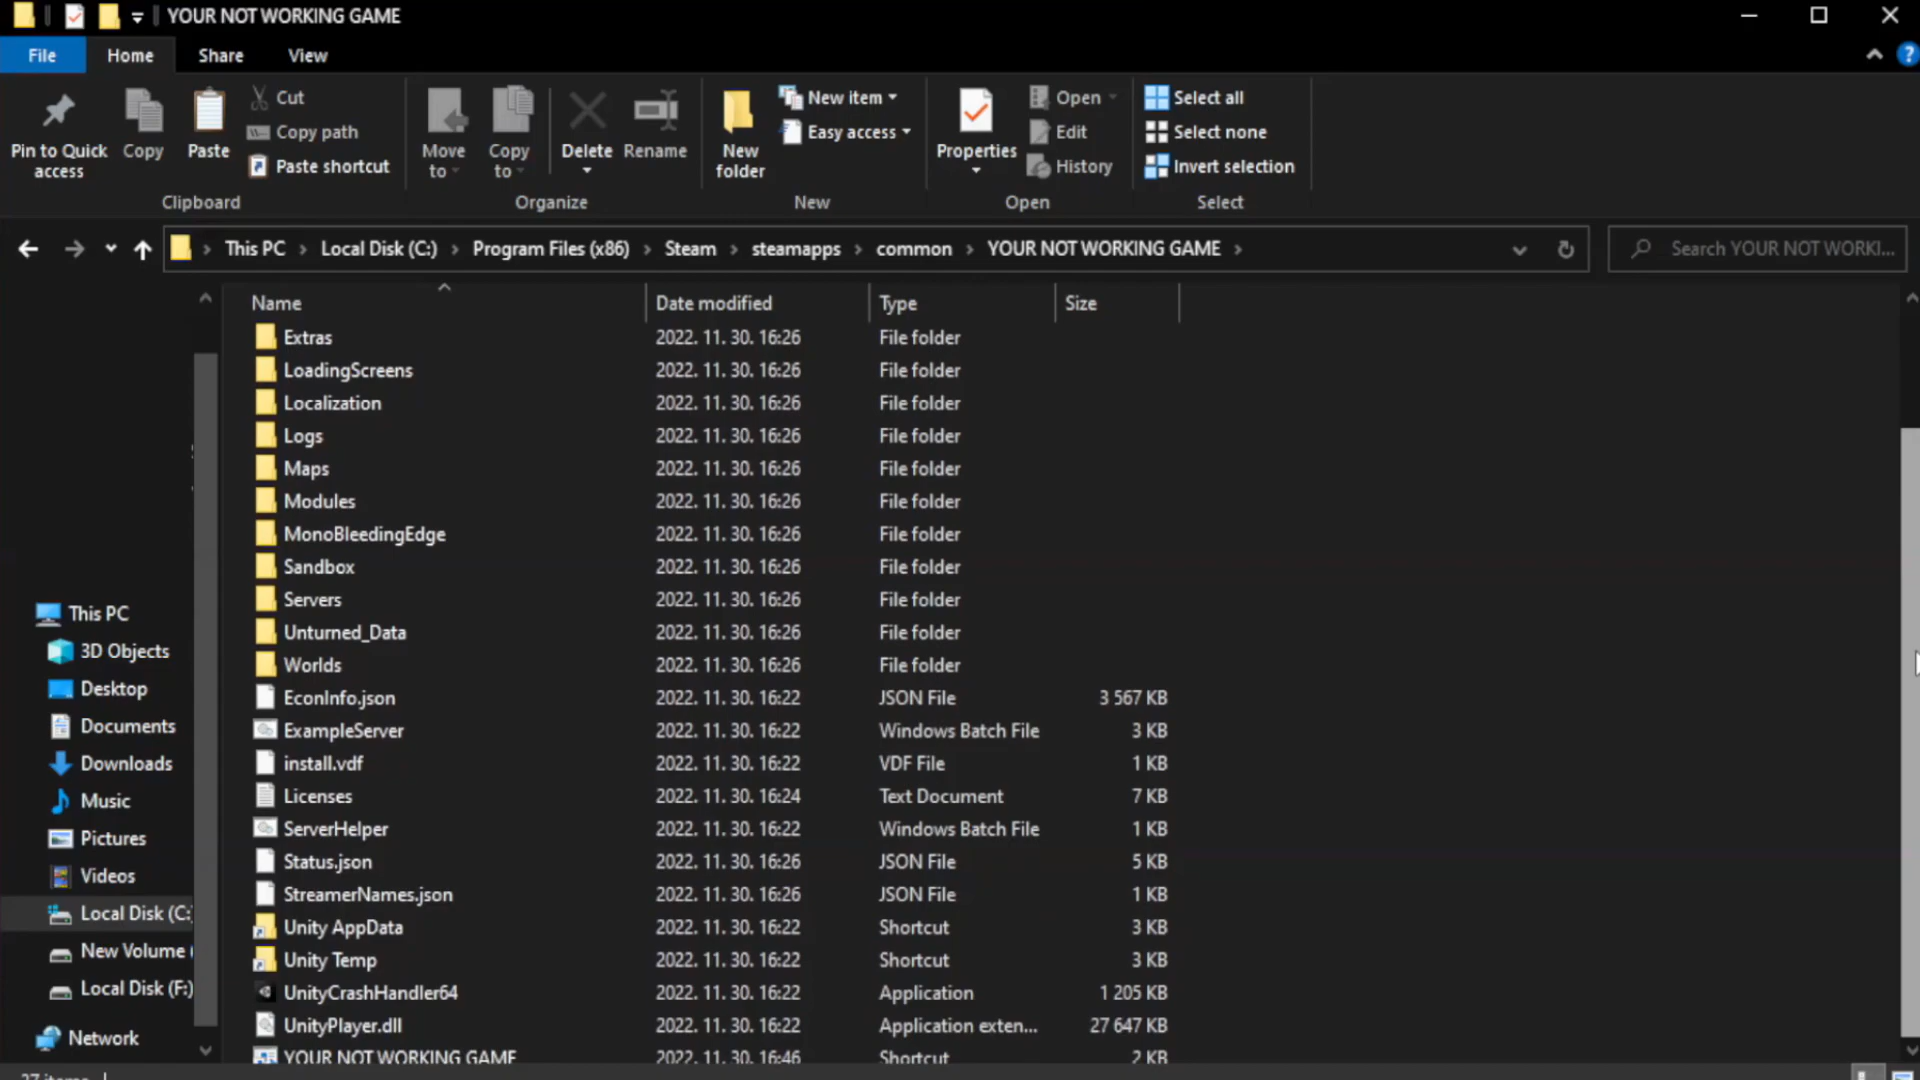 YOUR NOT WORKING GAME
File Home Share View
Pin to Quick access
Copy
Paste
Cut
Copy path
Paste shortcut
Clipboard
Move to
Copy to
Delete
Rename
Organize
New folder
New item
Easy access
New
Properties
Open
Edit
History
Open
Select all
Select none
Invert selection
Select
This PC › Local Disk (C:) › Program Files (x86) › Steam › steamapps › common › YOUR NOT WORKING GAME ›
Search YOUR NOT WORKI...
This PC
3D Objects
Desktop
Documents
Downloads
Music
Pictures
Videos
Local Disk (C:
New Volume (
Local Disk (F:)
Network
Name Date modified Type Size
Extras 2022. 11. 30. 16:26 File folder
LoadingScreens 2022. 11. 30. 16:26 File folder
Localization 2022. 11. 30. 16:26 File folder
Logs 2022. 11. 30. 16:26 File folder
Maps 2022. 11. 30. 16:26 File folder
Modules 2022. 11. 30. 16:26 File folder
MonoBleedingEdge 2022. 11. 30. 16:26 File folder
Sandbox 2022. 11. 30. 16:26 File folder
Servers 2022. 11. 30. 16:26 File folder
Unturned_Data 2022. 11. 30. 16:26 File folder
Worlds 2022. 11. 30. 16:26 File folder
EconInfo.json 2022. 11. 30. 16:22 JSON File 3 567 KB
ExampleServer 2022. 11. 30. 16:22 Windows Batch File 3 KB
install.vdf 2022. 11. 30. 16:22 VDF File 1 KB
Licenses 2022. 11. 30. 16:24 Text Document 7 KB
ServerHelper 2022. 11. 30. 16:22 Windows Batch File 1 KB
Status.json 2022. 11. 30. 16:26 JSON File 5 KB
StreamerNames.json 2022. 11. 30. 16:26 JSON File 1 KB
Unity AppData 2022. 11. 30. 16:22 Shortcut 3 KB
Unity Temp 2022. 11. 30. 16:22 Shortcut 3 KB
UnityCrashHandler64 2022. 11. 30. 16:22 Application 1 205 KB
UnityPlayer.dll 2022. 11. 30. 16:22 Application exten... 27 647 KB
YOUR NOT WORKING GAME 2022. 11. 30. 16:46 Shortcut 2 KB
27 items